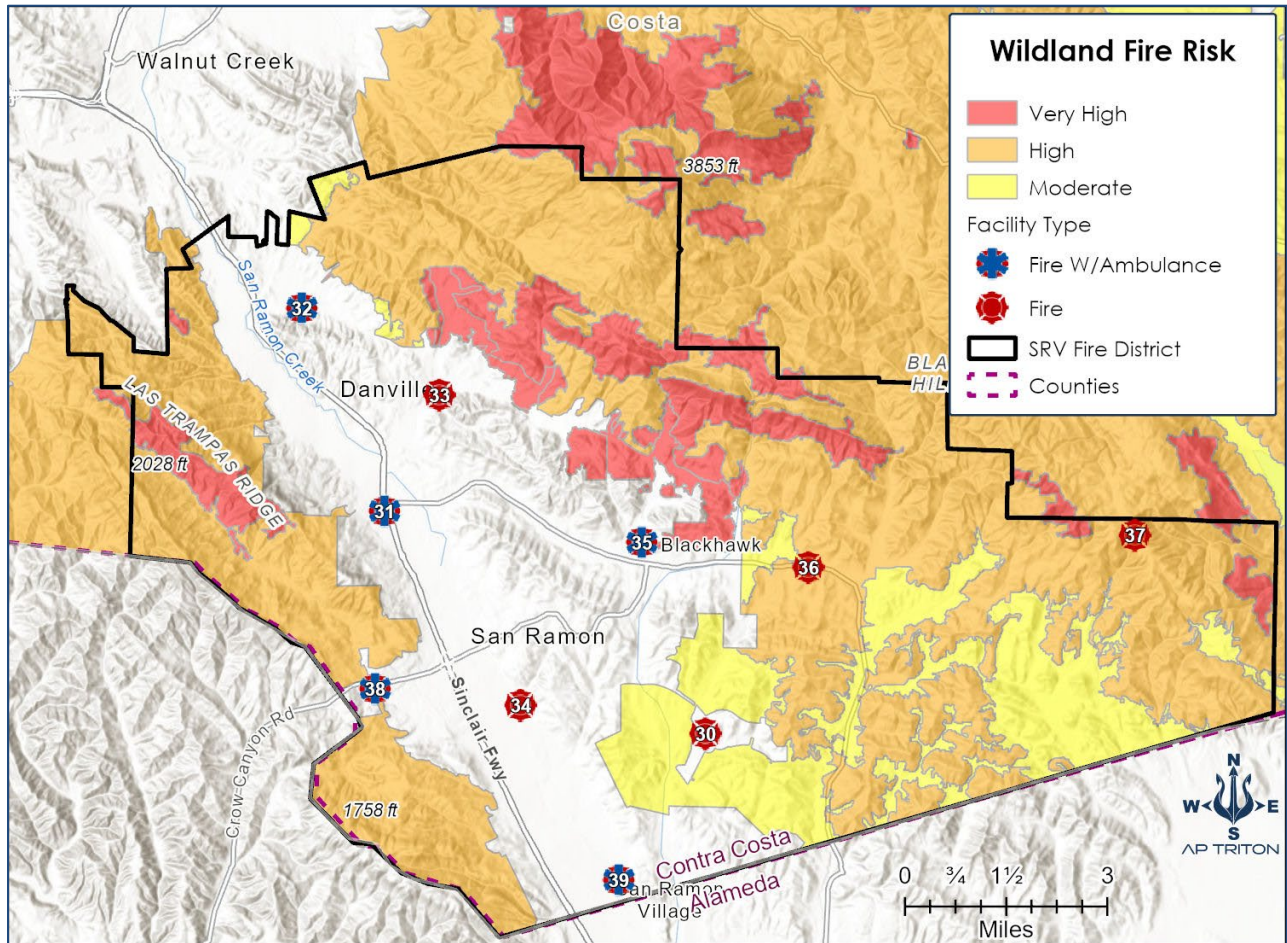 Costa
Walnut Creek
3853 ft
San Ramon Creek
32
Danville
33
LAS TRAMPAS RIDGE
2028 ft
31
35
Blackhawk
36
37
San Ramon
38
34
30
Crow Canyon Rd
Sinclair Fwy
1758 ft
39
San Ramon
Village
Contra Costa
Alameda
Wildland Fire Risk
Very High
High
Moderate
Facility Type
Fire W/Ambulance
Fire
SRV Fire District
Counties
N
W E
S
AP TRITON
0 ¾ 1½ 3
Miles